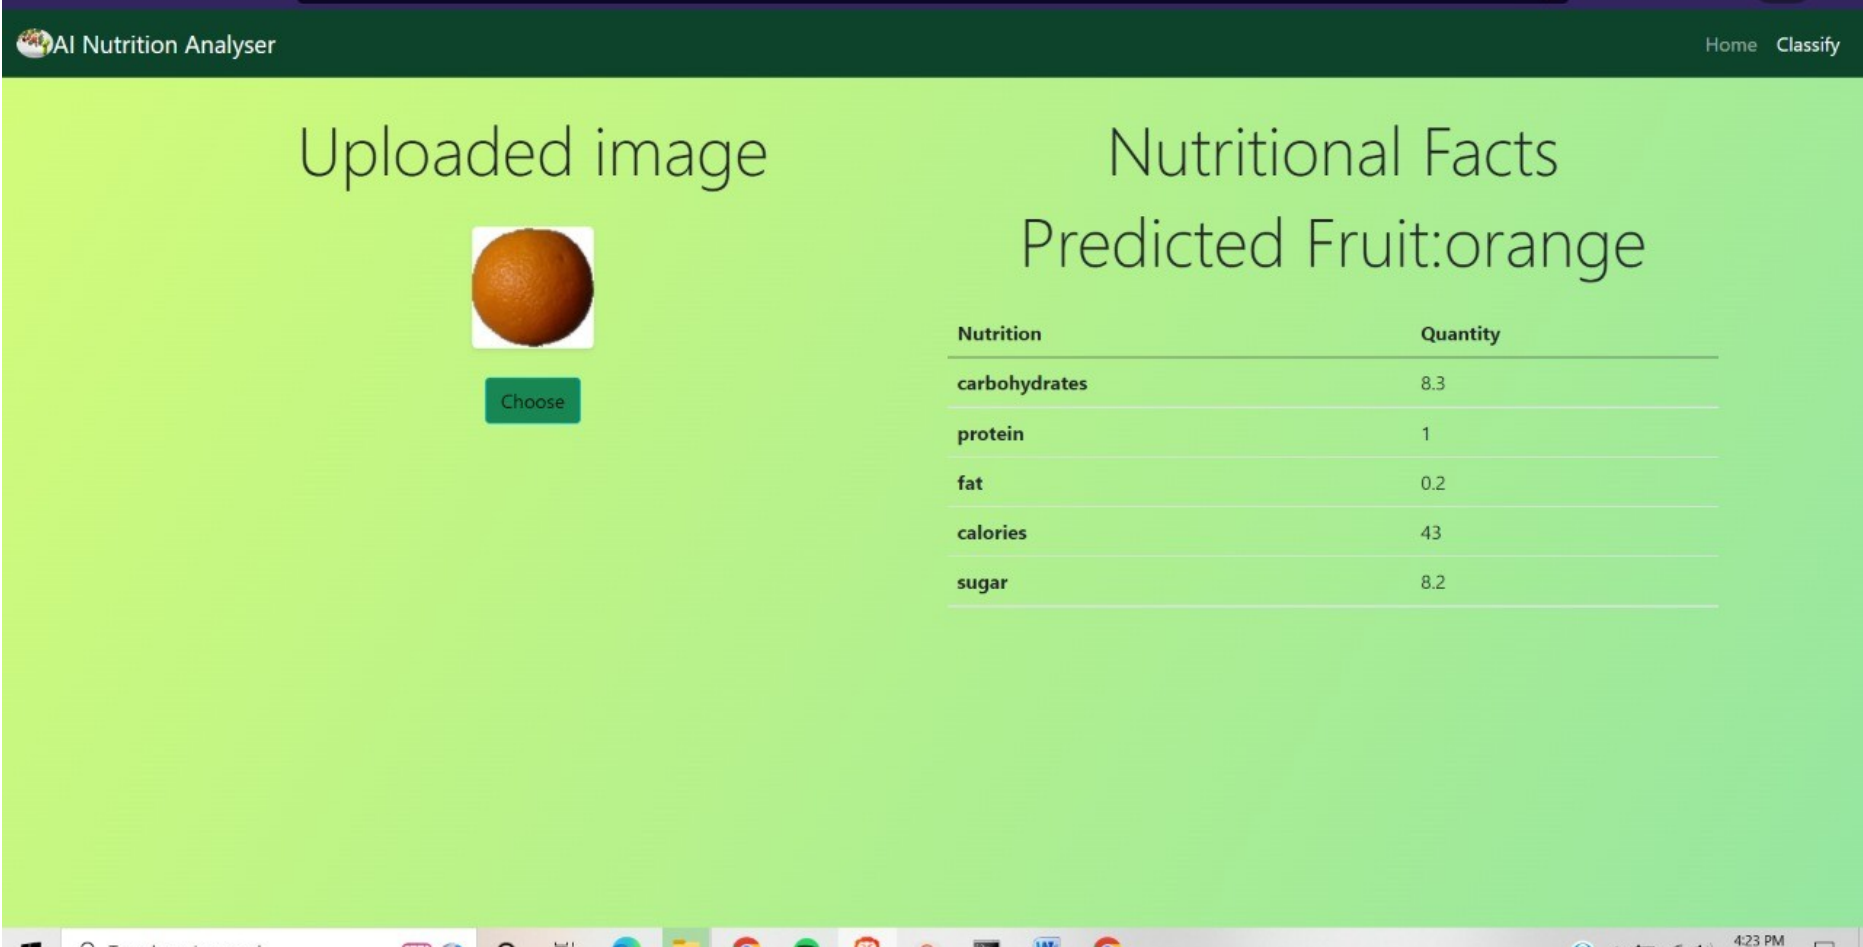 AI Nutrition Analyser
Home Classify
Uploaded image
Choose
Nutritional Facts
Predicted Fruit:orange
Nutrition Quantity
carbohydrates 8.3
protein 1
fat 0.2
calories 43
sugar 8.2
4:23 PM